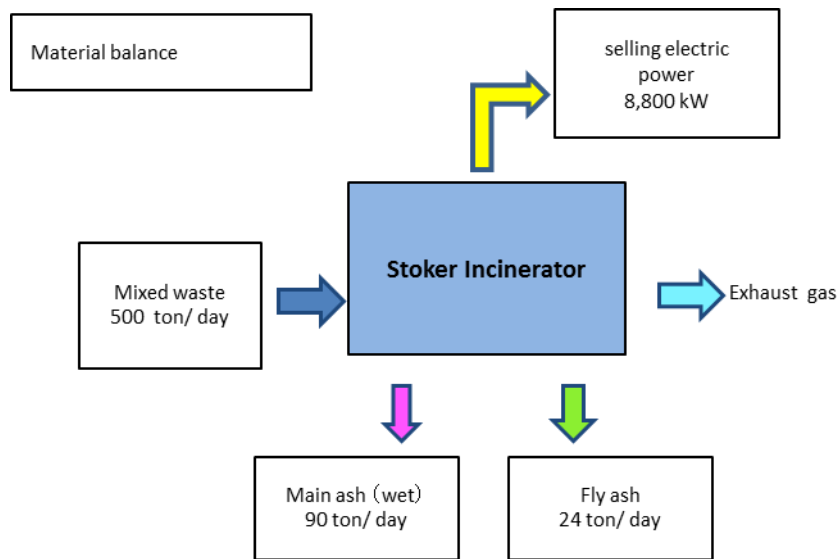 Material balance
selling electric
power
8,800 kW
Stoker Incinerator
Mixed waste
500 ton/ day
Exhaust gas
Main ash（wet）
90 ton/ day
Fly ash
24 ton/ day